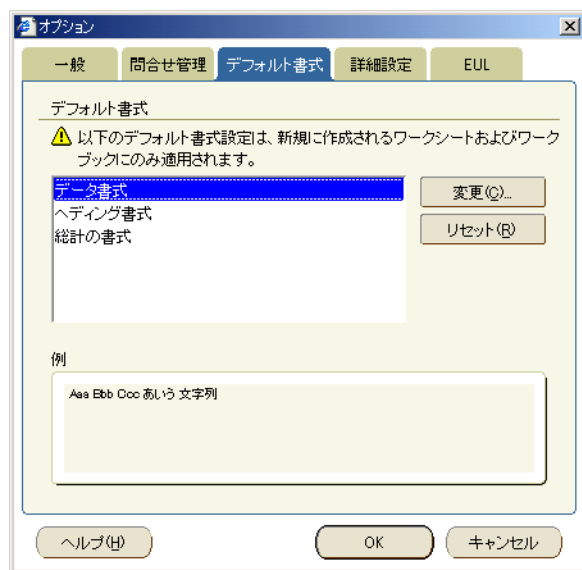 オプション
一般 問合せ管理 デフォルト書式 詳細設定 EUL
デフォルト書式
以下のデフォルト書式設定は、新規に作成されるワークシートおよびワーク
ブックにのみ適用されます。
データ書式
ヘディング書式
総計の書式
変更(C)...
リセット(R)
例
Aaa Bbb Ccc あいう 文字列
ヘルプ(H) OK キャンセル